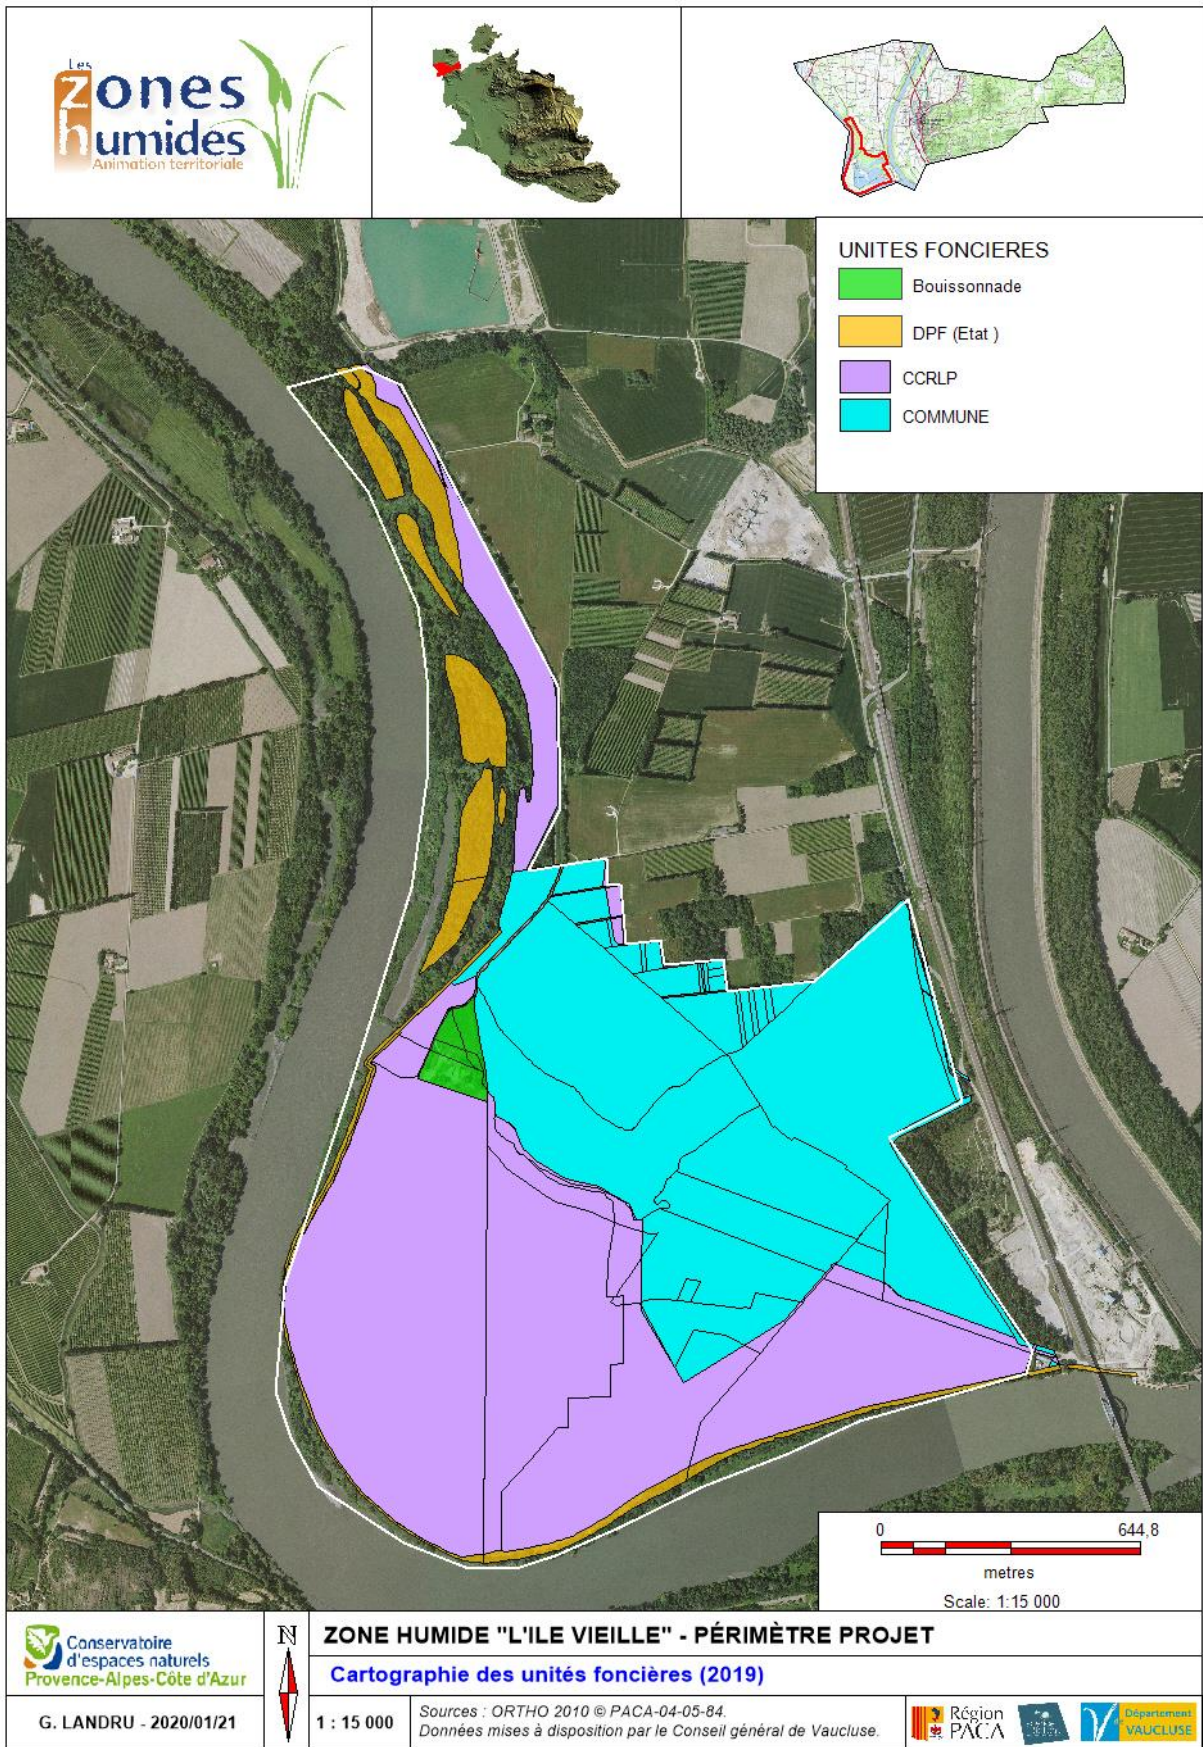 Les
zones
humides
Animation territoriale
UNITES FONCIERES
Bouissonnade
DPF (Etat )
CCRLP
COMMUNE
0 644,8
metres
Scale: 1:15 000
Conservatoire
d'espaces naturels
Provence-Alpes-Côte d'Azur
N
ZONE HUMIDE "L'ILE VIEILLE" - PÉRIMÈTRE PROJET
Cartographie des unités foncières (2019)
G. LANDRU - 2020/01/21
1 : 15 000
Sources : ORTHO 2010 © PACA-04-05-84.
Données mises à disposition par le Conseil général de Vaucluse.
Région
PACA
Département
VAUCLUSE